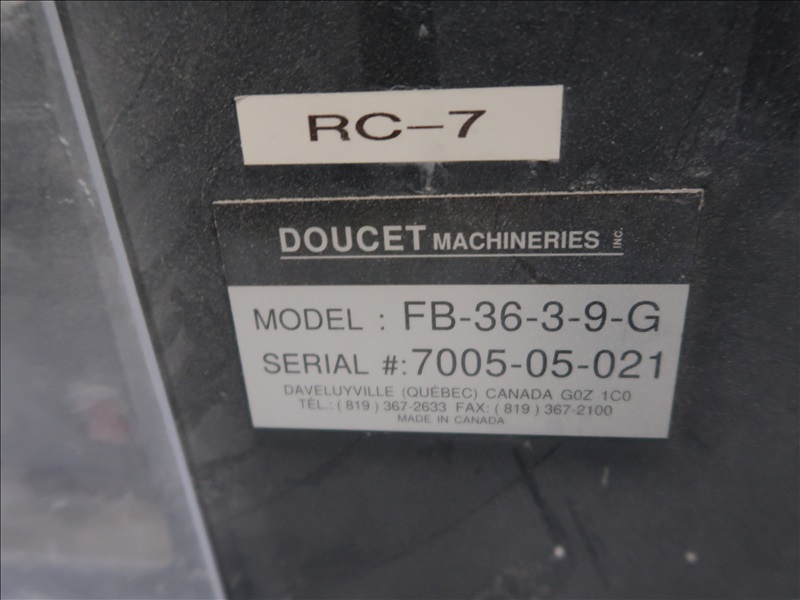 RC-7
DOUCET MACHINERIES INC.
MODEL : FB-36-3-9-G
SERIAL #: 7005-05-021
DAVELUYVILLE (QUÉBEC) CANADA G0Z 1C0
TÉL.: ( 819 ) 367-2633 FAX: ( 819 ) 367-2100
MADE IN CANADA